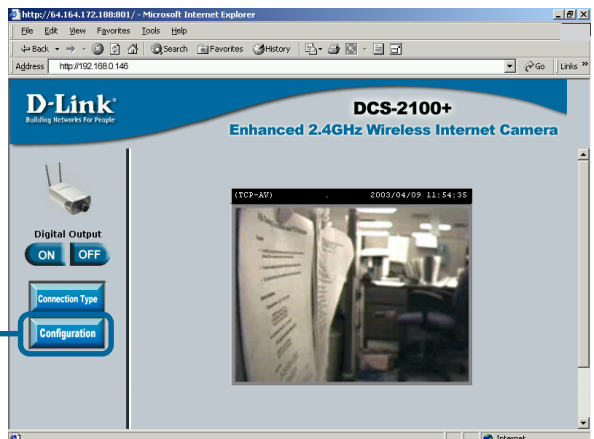 http://64.164.172.188:801/ - Microsoft Internet Explorer
File Edit View Favorites Tools Help
Back Search Favorites History
Address http://192.168.0.146 Go Links »
D-Link®
Building Networks For People
DCS-2100+
Enhanced 2.4GHz Wireless Internet Camera
(TCP-AV) 2003/04/09 11:54:35
Digital Output
ON OFF
Connection Type
Configuration
Internet